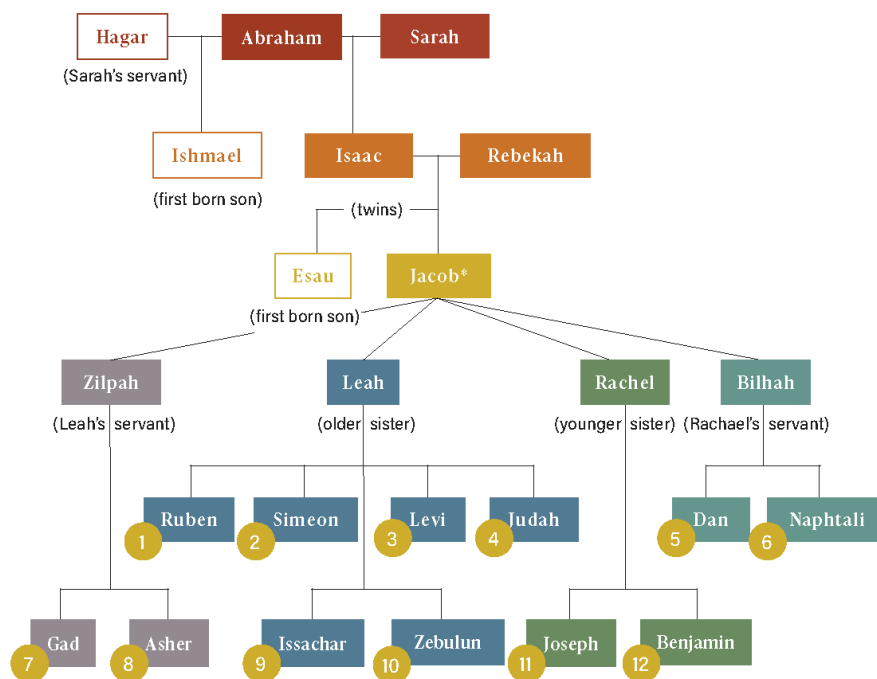 Hagar
Abraham
Sarah
(Sarah's servant)
Ishmael
Isaac
Rebekah
(first born son)
(twins)
Esau
Jacob*
(first born son)
Zilpah
Leah
Rachel
Bilhah
(Leah's servant)
(older sister)
(younger sister)
(Rachael's servant)
Ruben
Simeon
Levi
Judah
Dan
Naphtali
1
2
3
4
5
6
Gad
Asher
Issachar
Zebulun
Joseph
Benjamin
7
8
9
10
11
12